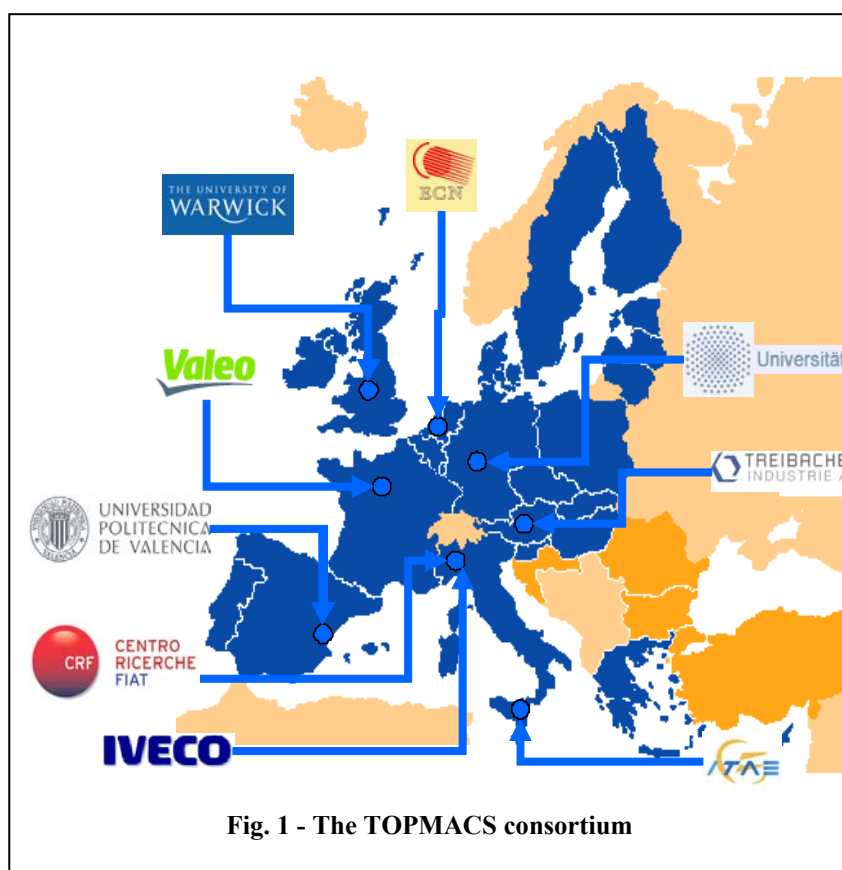 THE UNIVERSITY OF
WARWICK
ECN
Valeo
Universität
TREIBACHE
INDUSTRIE A
UNIVERSIDAD
POLITECNICA
DE VALENCIA
CRF
CENTRO
RICERCHE
FIAT
IVECO
ITAE
Fig. 1 - The TOPMACS consortium